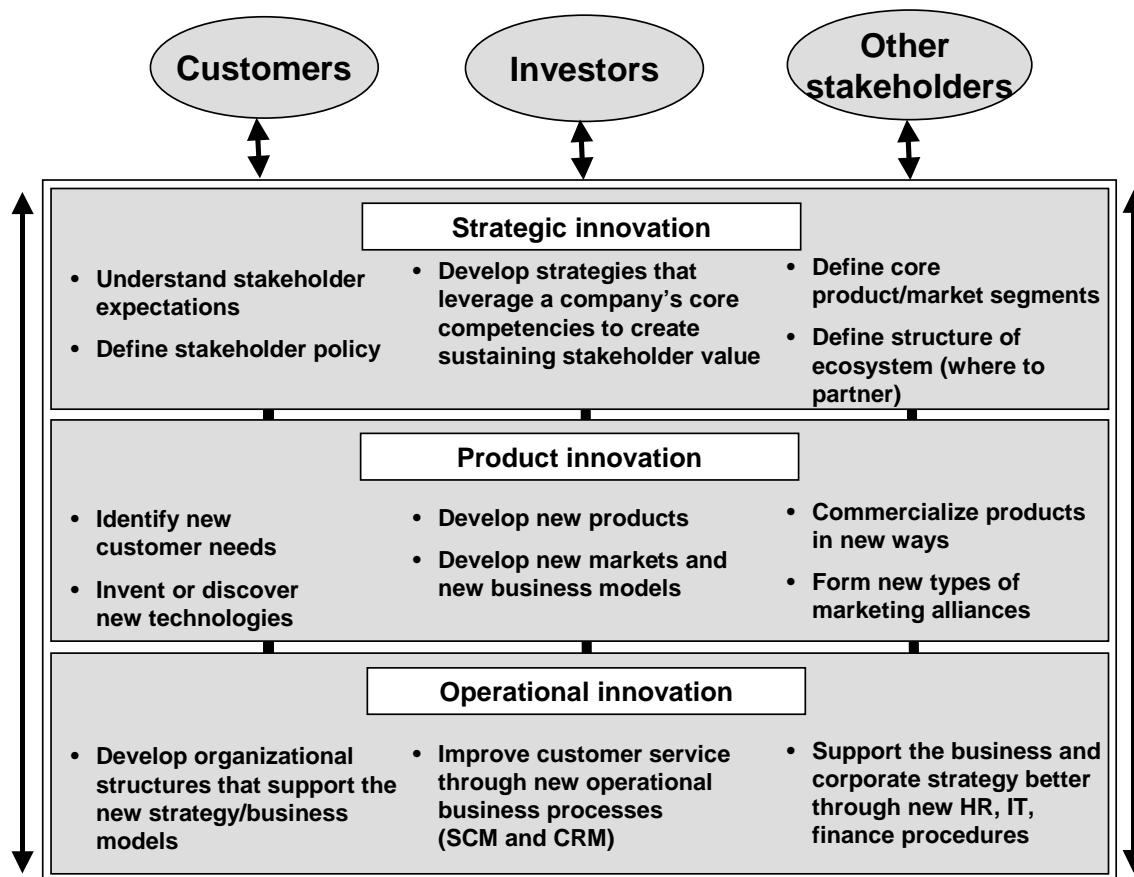 Customers
Investors
Other
stakeholders
Strategic innovation
• Understand stakeholder
expectations
• Define stakeholder policy
• Develop strategies that
leverage a company’s core
competencies to create
sustaining stakeholder value
• Define core
product/market segments
• Define structure of
ecosystem (where to
partner)
Product innovation
• Identify new
customer needs
• Invent or discover
new technologies
• Develop new products
• Develop new markets and
new business models
• Commercialize products
in new ways
• Form new types of
marketing alliances
Operational innovation
• Develop organizational
structures that support the
new strategy/business
models
• Improve customer service
through new operational
business processes
(SCM and CRM)
• Support the business and
corporate strategy better
through new HR, IT,
finance procedures